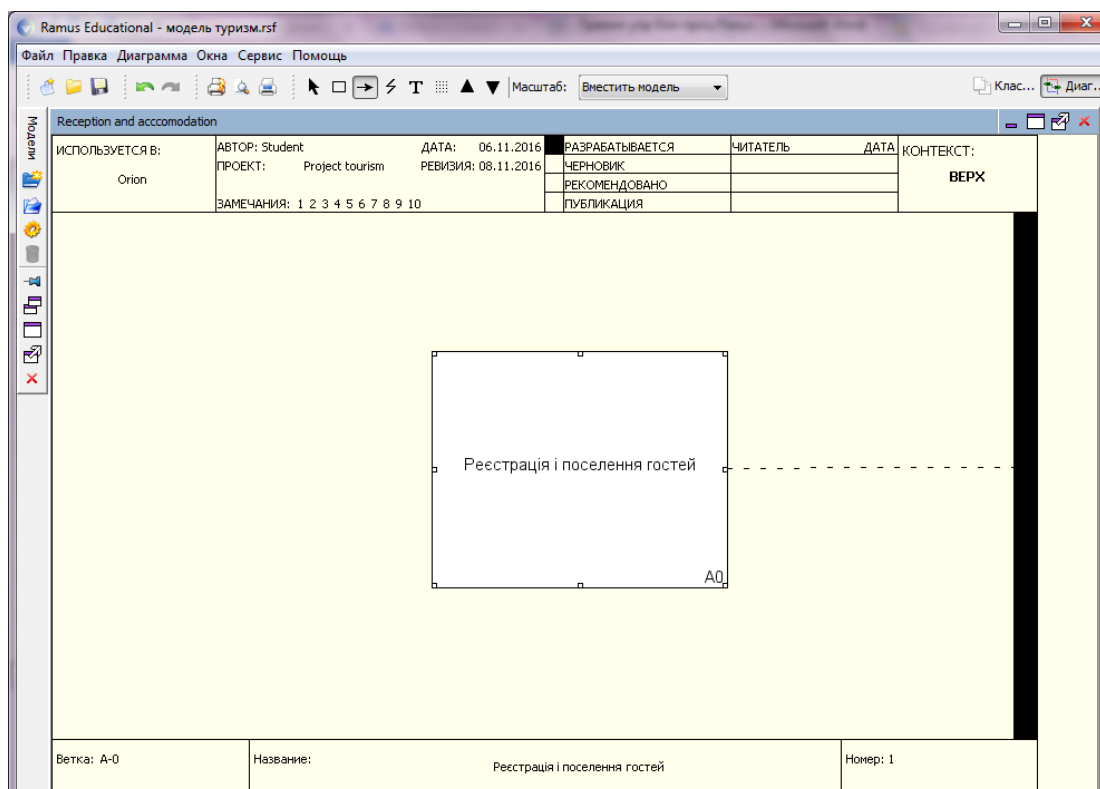 Ramus Educational - модель туризм.rsf
Файл Правка Диаграмма Окна Сервис Помощь
T Масштаб: Вместить модель Клас... Диаг...
Модели
Reception and acccomodation
ИСПОЛЬЗУЕТСЯ В: АВТОР: Student ДАТА: 06.11.2016 РАЗРАБАТЫВАЕТСЯ ЧИТАТЕЛЬ ДАТА КОНТЕКСТ:
ПРОЕКТ: Project tourism РЕВИЗИЯ: 08.11.2016 ЧЕРНОВИК
Orion РЕКОМЕНДОВАНО ВЕРХ
ЗАМЕЧАНИЯ: 1 2 3 4 5 6 7 8 9 10 ПУБЛИКАЦИЯ
Реєстрація і поселення гостей
A0
Ветка: A-0 Название: Реєстрація і поселення гостей Номер: 1